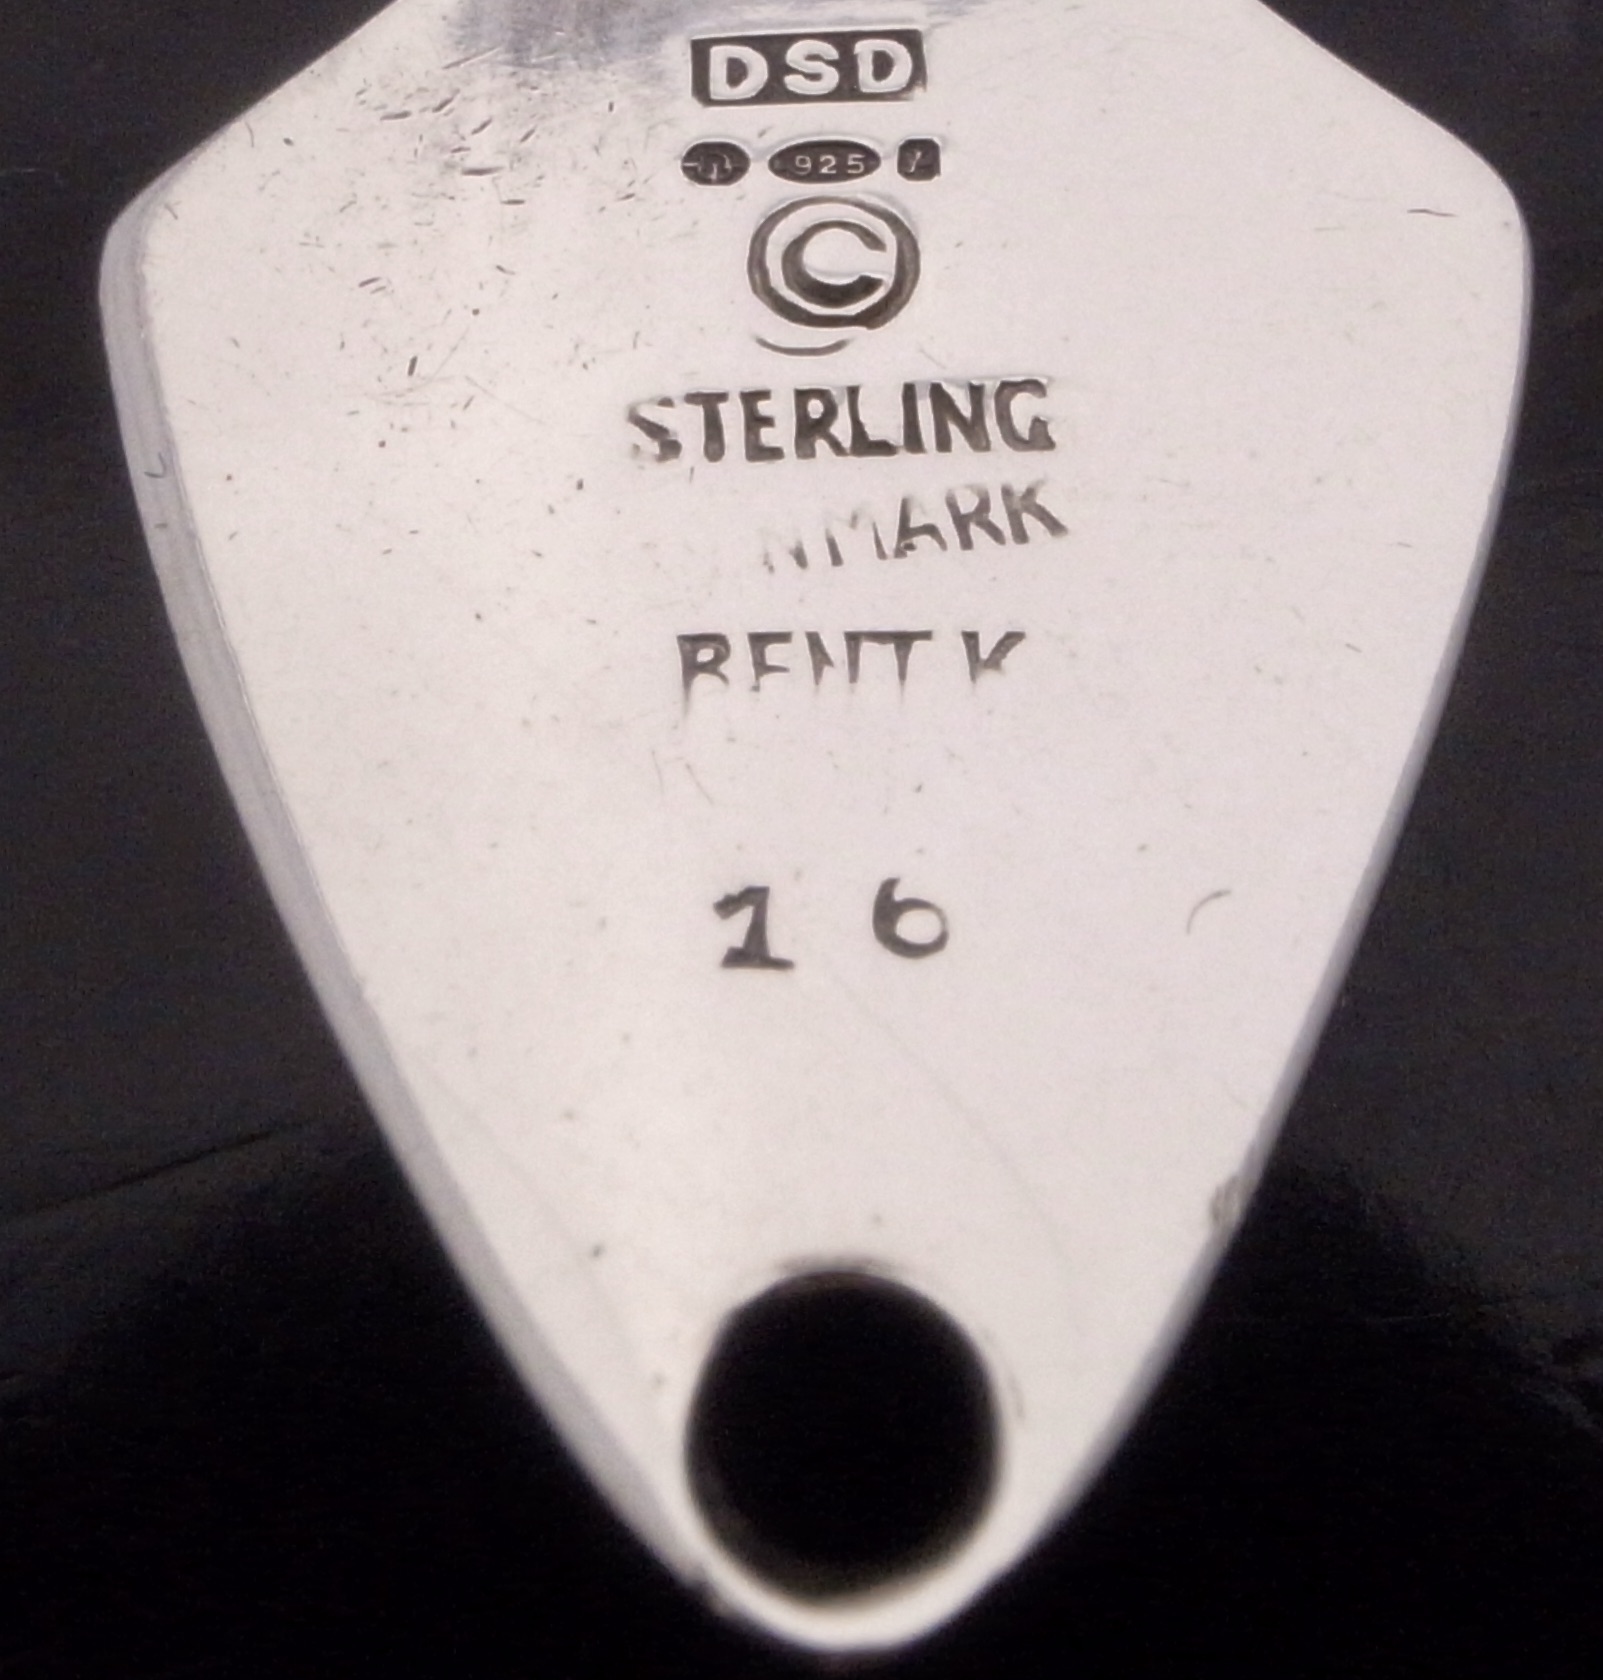 DSD
925
©
STERLING
NMARK
BENT K
16